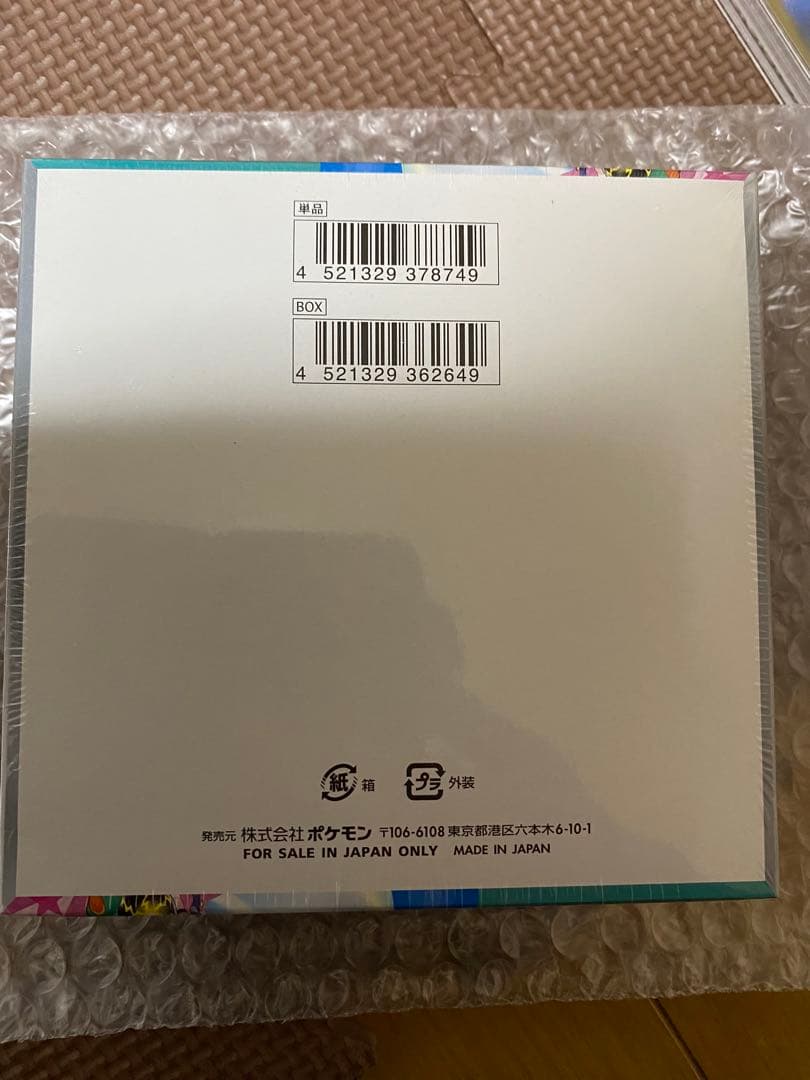 単品
4 521329 378749
BOX
4 521329 362649
紙 箱 プラ 外装
発売元 株式会社 ポケモン 〒106-6108 東京都港区六本木6-10-1
FOR SALE IN JAPAN ONLY MADE IN JAPAN